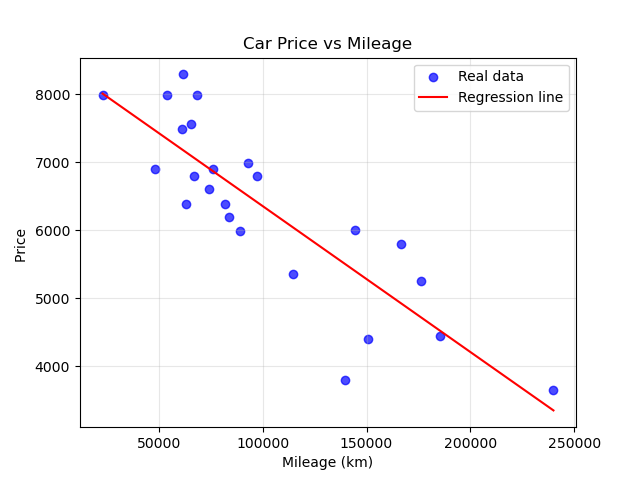 Car Price vs Mileage
Real data
Regression line
8000
7000
6000
5000
4000
Price
50000
100000
150000
200000
250000
Mileage (km)